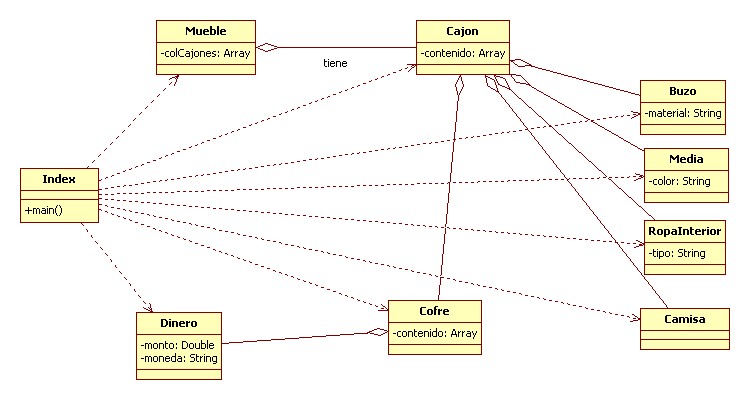 Mueble
-colCajones: Array
Cajon
-contenido: Array
tiene
Buzo
-material: String
Media
-color: String
Index
+main()
RopaInterior
-tipo: String
Cofre
-contenido: Array
Camisa
Dinero
-monto: Double
-moneda: String